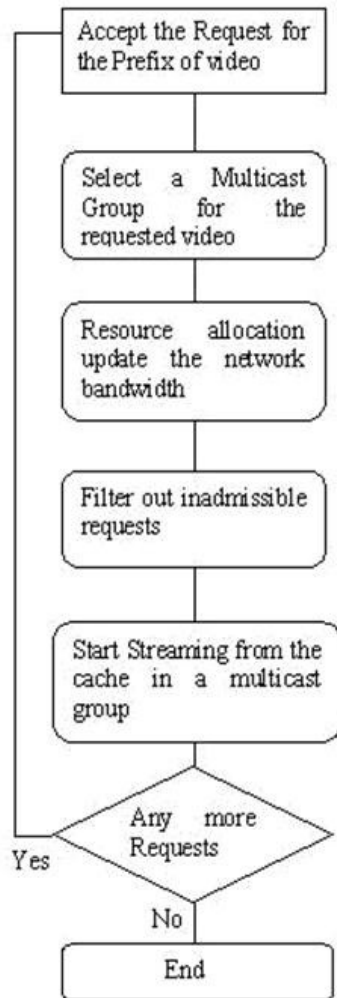 Accept the Request for
the Prefix of video
Select a Multicast
Group for the
requested video
Resource allocation
update the network
bandwidth
Filter out inadmissible
requests
Start Streaming from the
cache in a multicast
group
Any more
Requests
Yes
No
End